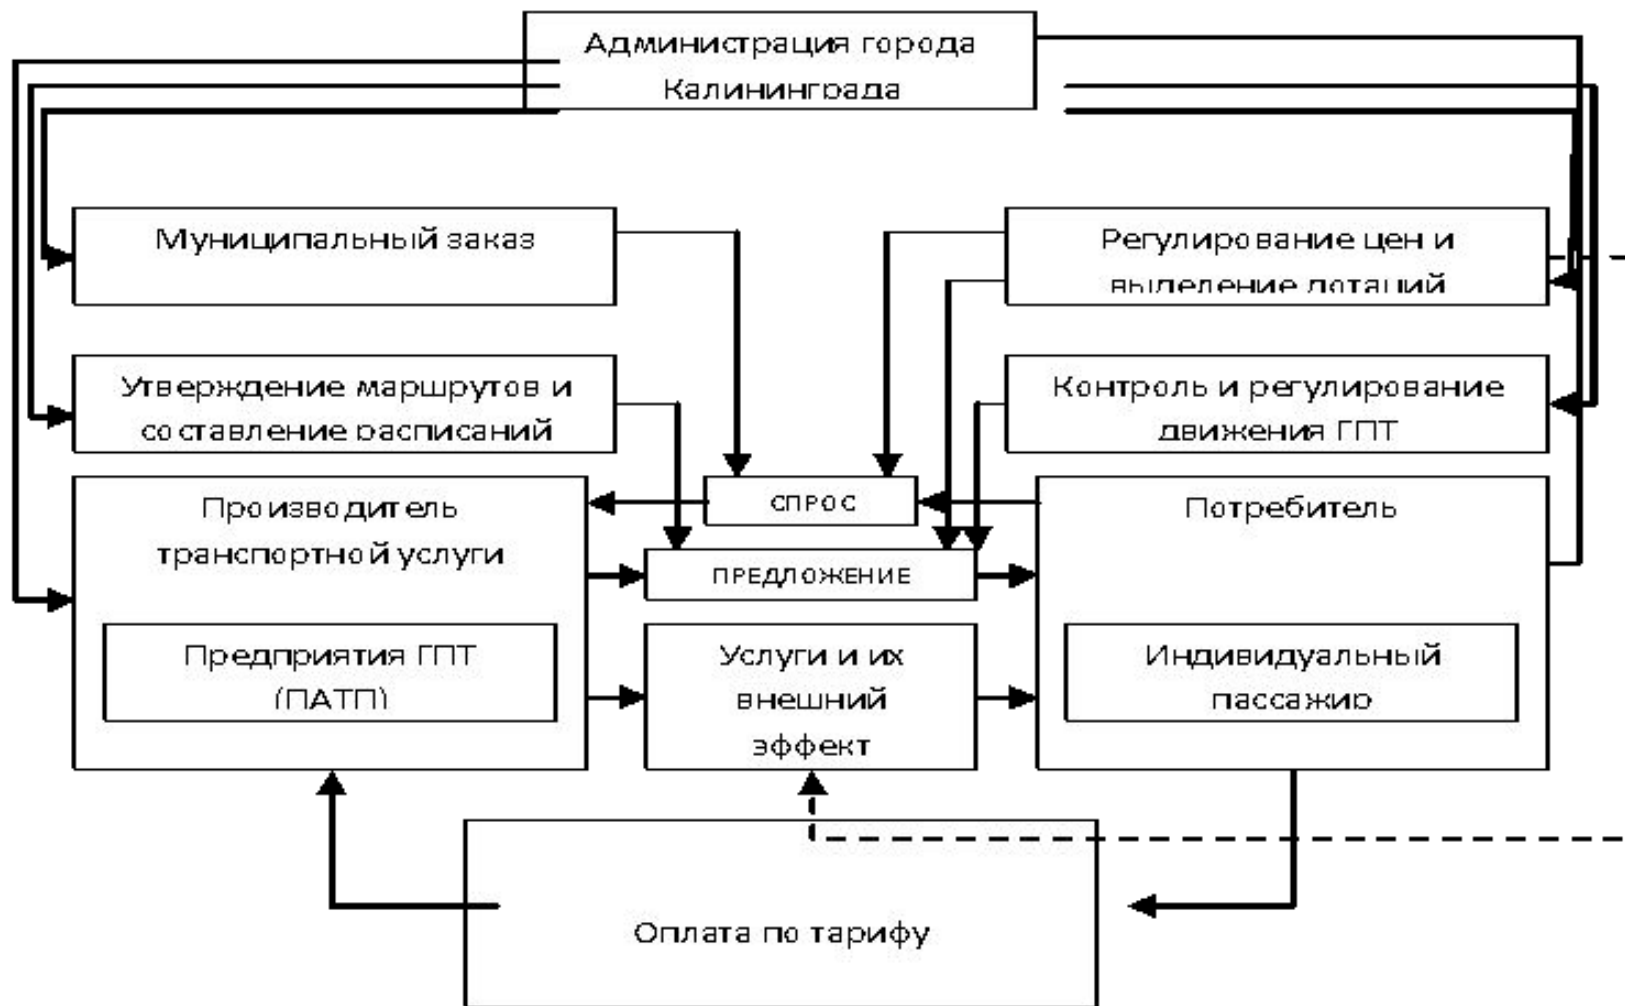 Администрация города
Калининграда
Муниципальный заказ
Регулирование цен и
выделение дотаций
Утверждение маршрутов и
составление расписаний
Контроль и регулирование
движения ГПТ
Производитель
транспортной услуги
СПРОС
Потребитель
ПРЕДЛОЖЕНИЕ
Предприятия ГПТ
(ПАТП)
Услуги и их
внешний
эффект
Индивидуальный
пассажир
Оплата по тарифу